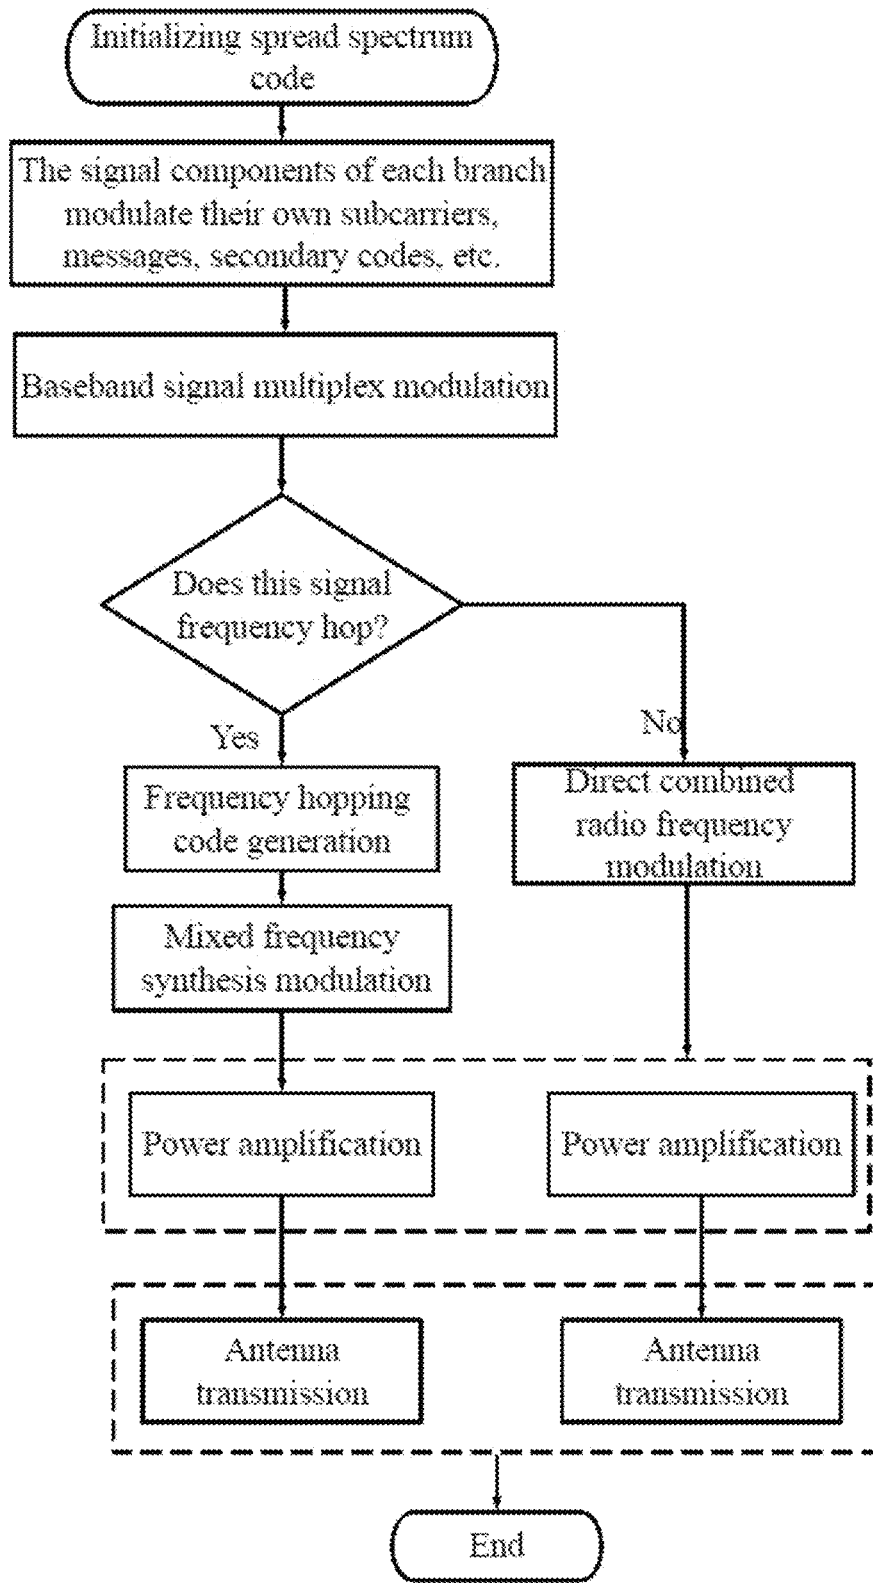 Initializing spread spectrum
code
The signal components of each branch
modulate their own subcarriers,
messages, secondary codes, etc.
Baseband signal multiplex modulation
Does this signal
frequency hop?
Yes
No
Frequency hopping
code generation
Direct combined
radio frequency
modulation
Mixed frequency
synthesis modulation
Power amplification
Power amplification
Antenna
transmission
Antenna
transmission
End